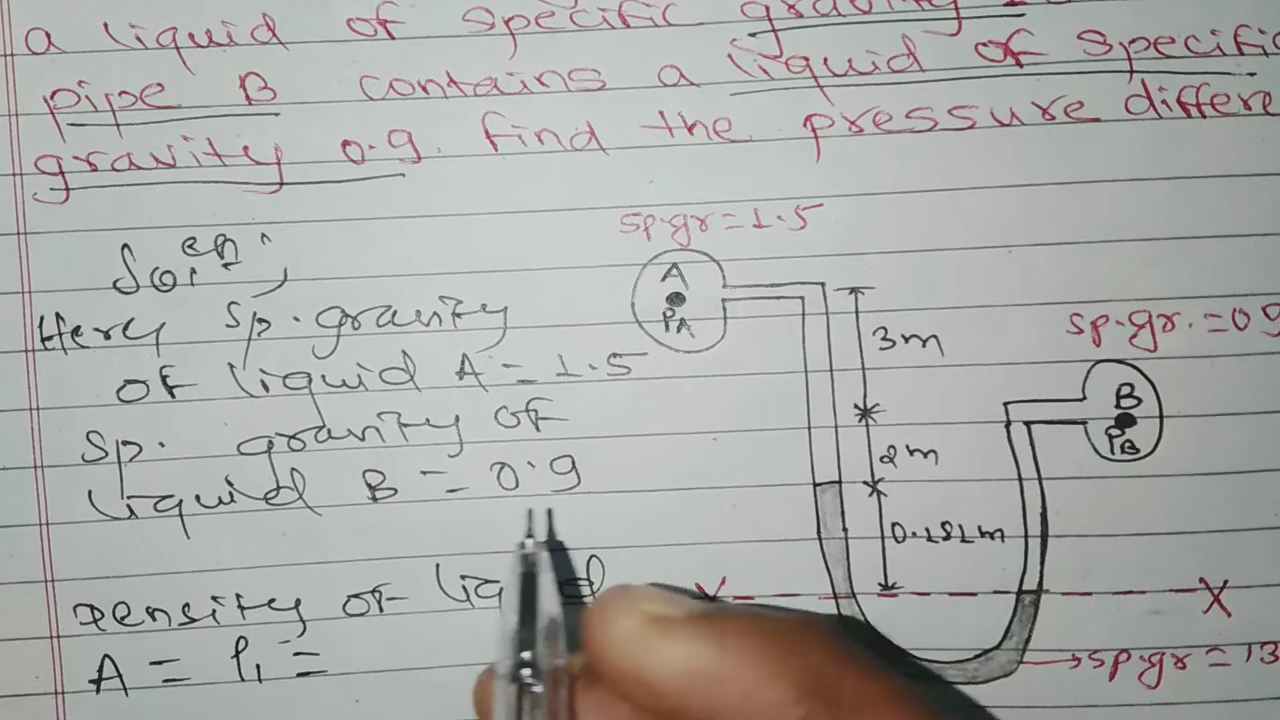 a liquid of specific gravity
pipe B contains a liquid of specific
gravity 0.9. find the pressure differe
sp.gr=1.5
Soln;
Here sp. gravity
of liquid A = 1.5
sp. gravity of
liquid B = 0.9
Density of liquid
A = ρ1 =
A
PA
3m
sp.gr.=0.9
B
PB
2m
0.181m
X X
sp.gr = 13